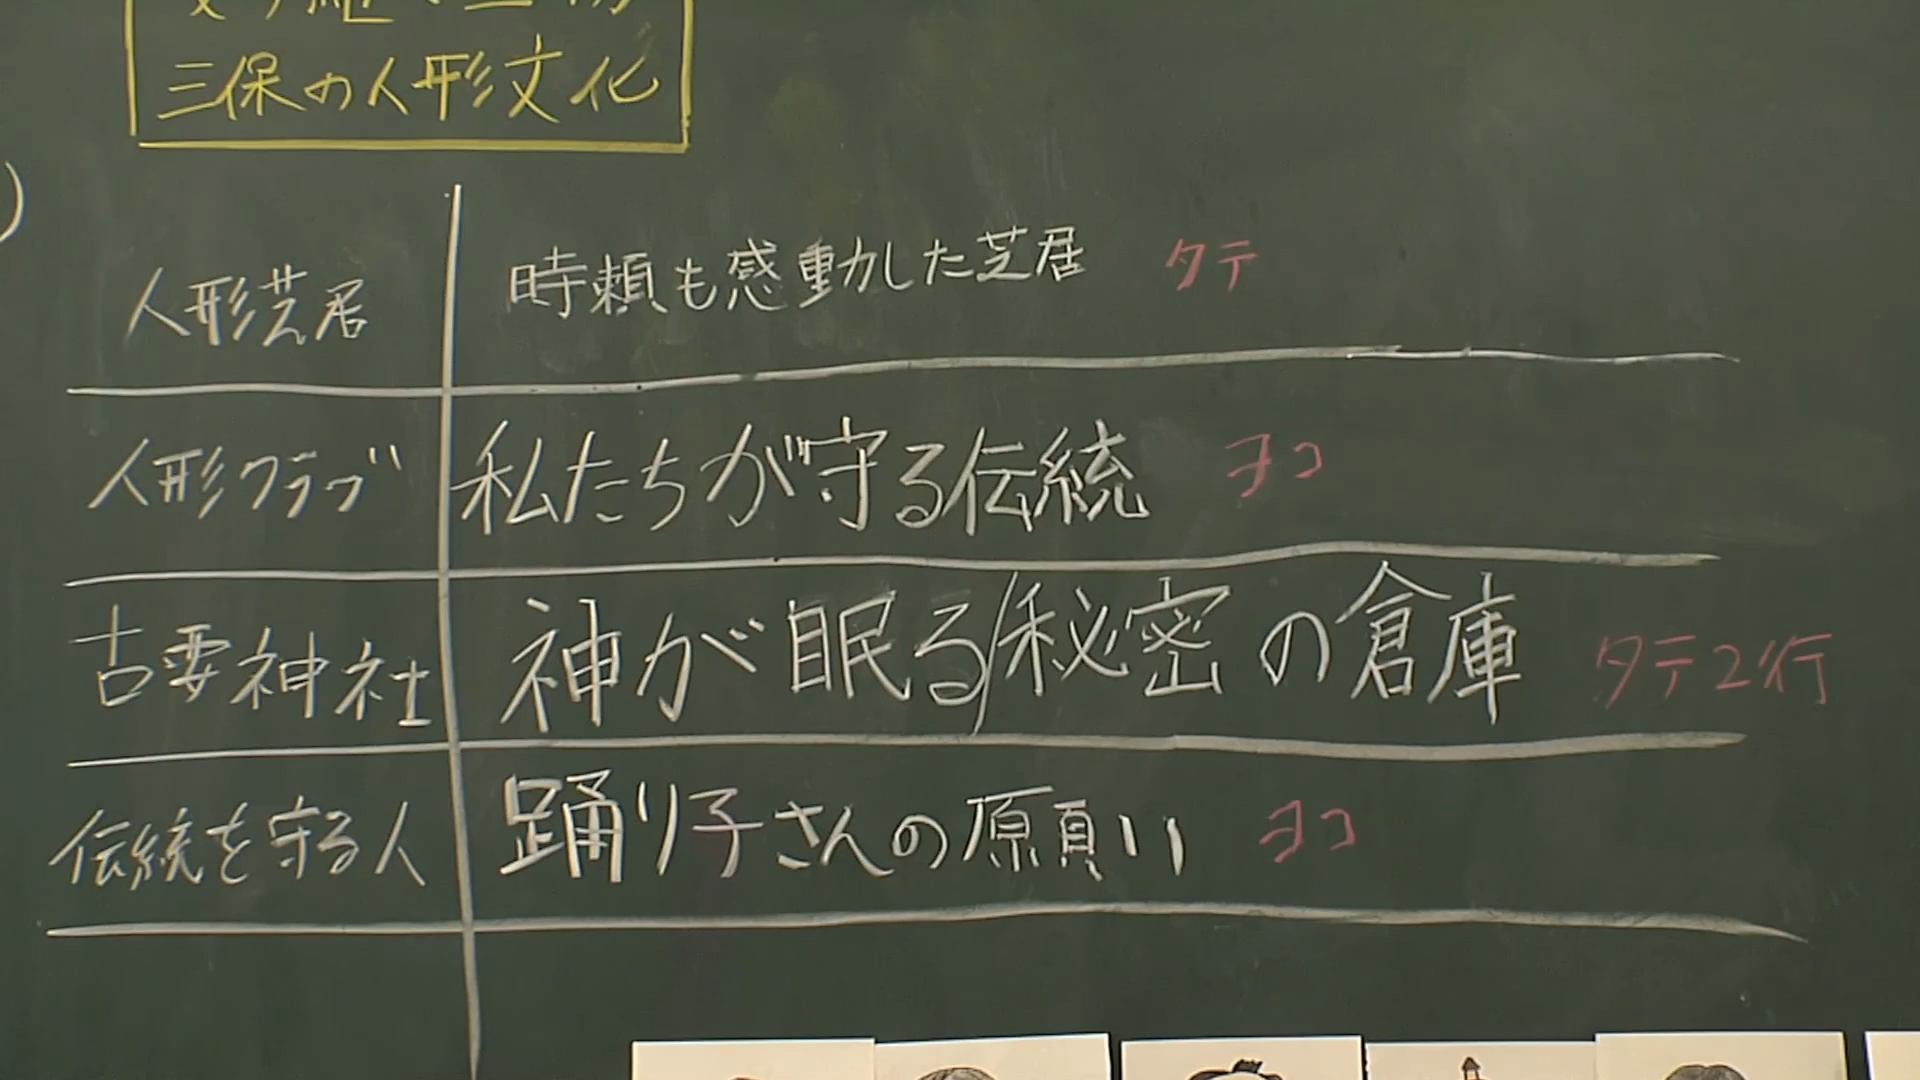 三保の人形文化
人形芝居 時頼も感動した芝居 タテ
人形クラブ 私たちが守る伝統 ヨコ
古要神社 神が眠る/秘密の倉庫 タテ2行
伝統を守る人 踊り子さんの願い ヨコ